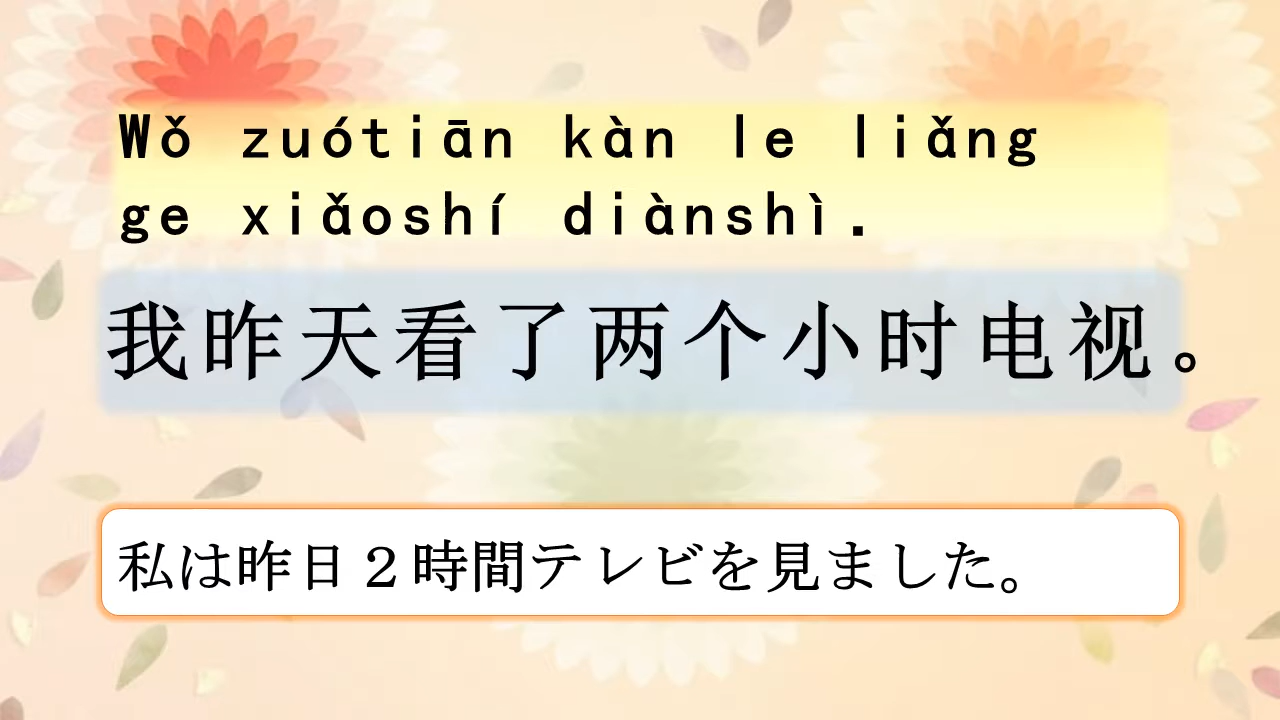 Wǒ zuótiān kàn le liǎng
ge xiǎoshí diànshì.
我昨天看了两个小时电视。
私は昨日２時間テレビを見ました。